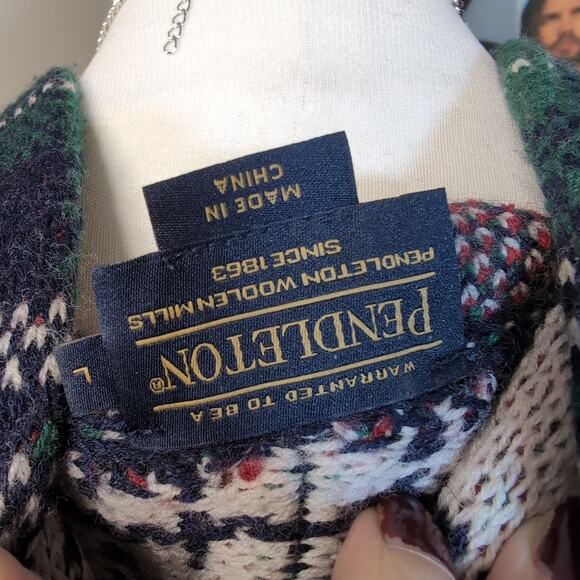 WARRANTED TO BE A
PENDLETON®
PENDLETON WOOLEN MILLS
SINCE 1863
MADE IN
CHINA
L